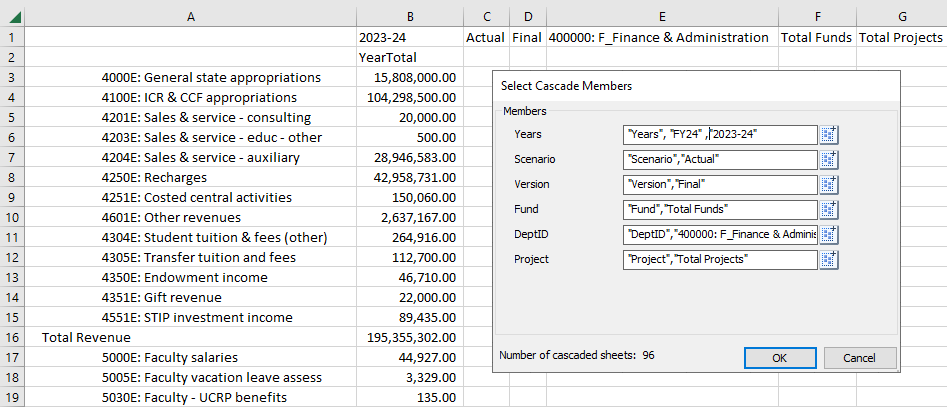 A B C D E F G
1 2023-24 Actual Final 400000: F_Finance & Administration Total Funds Total Projects
2 YearTotal
3 4000E: General state appropriations 15,808,000.00
4 4100E: ICR & CCF appropriations 104,298,500.00
5 4201E: Sales & service - consulting 20,000.00
6 4203E: Sales & service - educ - other 500.00
7 4204E: Sales & service - auxiliary 28,946,583.00
8 4250E: Recharges 42,958,731.00
9 4251E: Costed central activities 150,060.00
10 4601E: Other revenues 2,637,167.00
11 4304E: Student tuition & fees (other) 264,916.00
12 4305E: Transfer tuition and fees 112,700.00
13 4350E: Endowment income 46,710.00
14 4351E: Gift revenue 22,000.00
15 4551E: STIP investment income 89,435.00
16 Total Revenue 195,355,302.00
17 5000E: Faculty salaries 44,927.00
18 5005E: Faculty vacation leave assess 3,329.00
19 5030E: Faculty - UCRP benefits 135.00
Select Cascade Members
Members
Years "Years", "FY24" ,"2023-24"
Scenario "Scenario","Actual"
Version "Version","Final"
Fund "Fund","Total Funds"
DeptID "DeptID","400000: F_Finance & Adminis
Project "Project","Total Projects"
Number of cascaded sheets: 96
OK Cancel